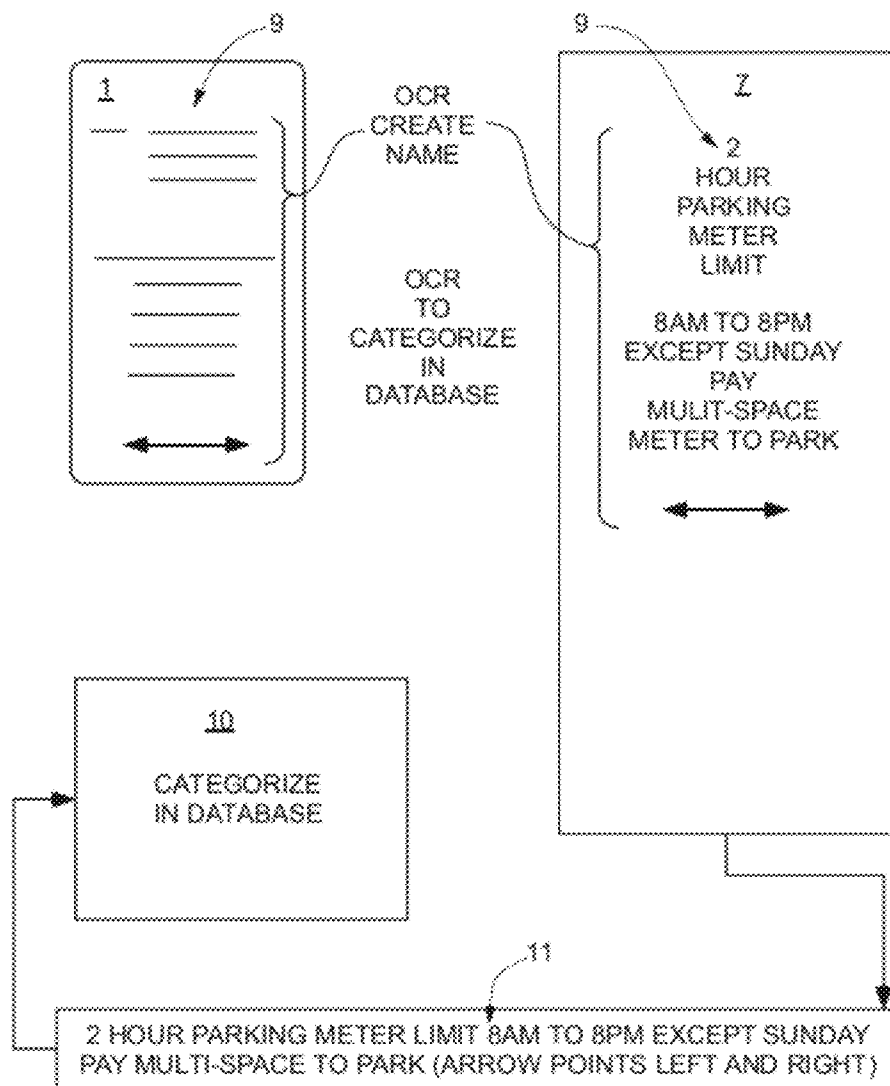 9
9
1
OCR
CREATE
NAME
7
2
HOUR
PARKING
METER
LIMIT
OCR
TO
CATEGORIZE
IN
DATABASE
8AM TO 8PM
EXCEPT SUNDAY
PAY
MULIT-SPACE
METER TO PARK
10
CATEGORIZE
IN DATABASE
11
2 HOUR PARKING METER LIMIT 8AM TO 8PM EXCEPT SUNDAY
PAY MULTI-SPACE TO PARK (ARROW POINTS LEFT AND RIGHT)